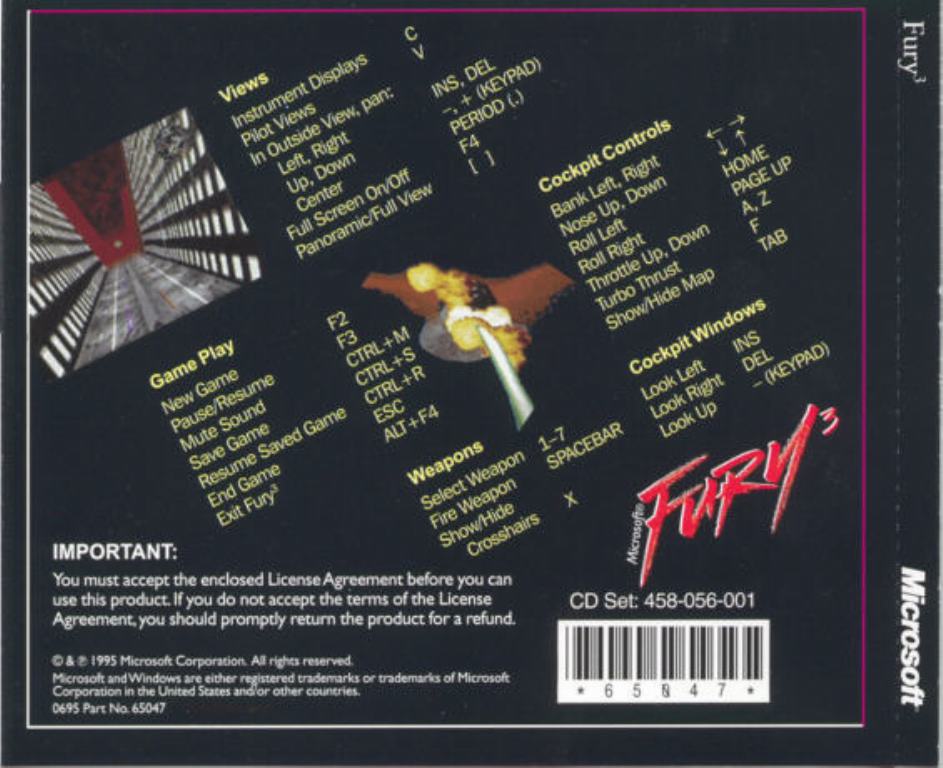 Views
Instrument Displays C
Pilot Views V
In Outside View, pan:
Left, Right INS, DEL
Up, Down –, + (KEYPAD)
Center PERIOD (.)
Full Screen On/Off F4
Panoramic/Full View [ ]
Cockpit Controls
Bank Left, Right ← →
Nose Up, Down ↓ ↑
Roll Left HOME
Roll Right PAGE UP
Throttle Up, Down A, Z
Turbo Thrust F
Show/Hide Map TAB
Game Play
New Game F2
Pause/Resume F3
Mute Sound CTRL+M
Save Game CTRL+S
Resume Saved Game CTRL+R
End Game ESC
Exit Fury³ ALT+F4
Cockpit Windows
Look Left INS
Look Right DEL
Look Up – (KEYPAD)
Weapons
Select Weapon 1–7
Fire Weapon SPACEBAR
Show/Hide
Crosshairs X
Microsoft®
FURY³
IMPORTANT:
You must accept the enclosed License Agreement before you can
use this product. If you do not accept the terms of the License
Agreement, you should promptly return the product for a refund.
© & ℗ 1995 Microsoft Corporation. All rights reserved.
Microsoft and Windows are either registered trademarks or trademarks of Microsoft
Corporation in the United States and/or other countries.
0695 Part No. 65047
CD Set: 458-056-001
* 6 5 0 4 7 *
Fury³
Microsoft